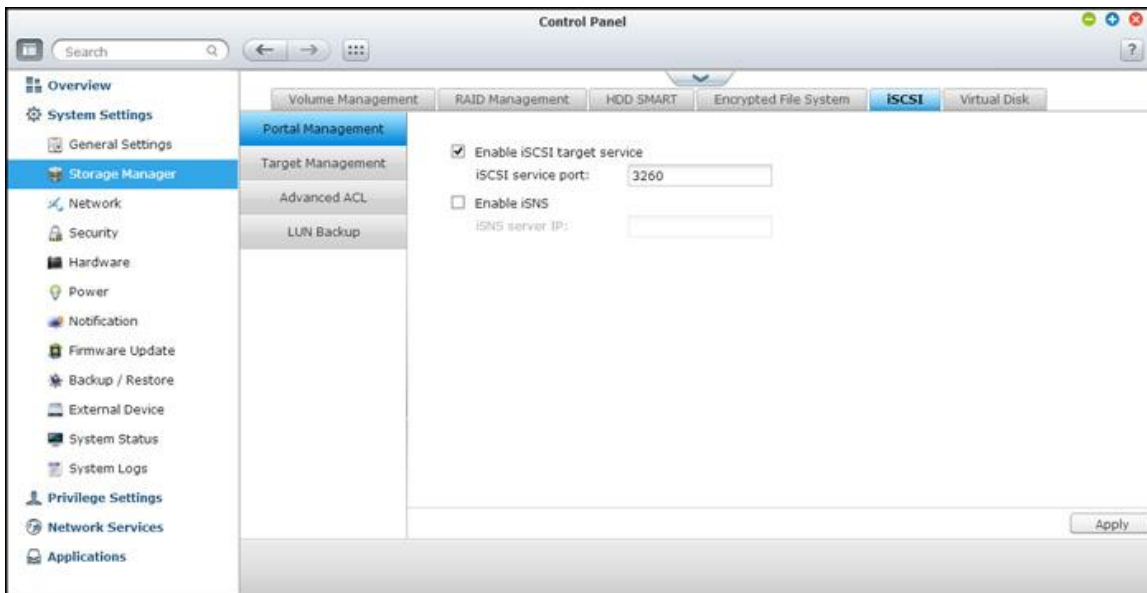 Control Panel
Search
?
Overview
System Settings
General Settings
Storage Manager
Network
Security
Hardware
Power
Notification
Firmware Update
Backup / Restore
External Device
System Status
System Logs
Privilege Settings
Network Services
Applications
Volume Management RAID Management HDD SMART Encrypted File System iSCSI Virtual Disk
Portal Management
Target Management
Advanced ACL
LUN Backup
Enable iSCSI target service
iSCSI service port: 3260
Enable iSNS
iSNS server IP:
Apply